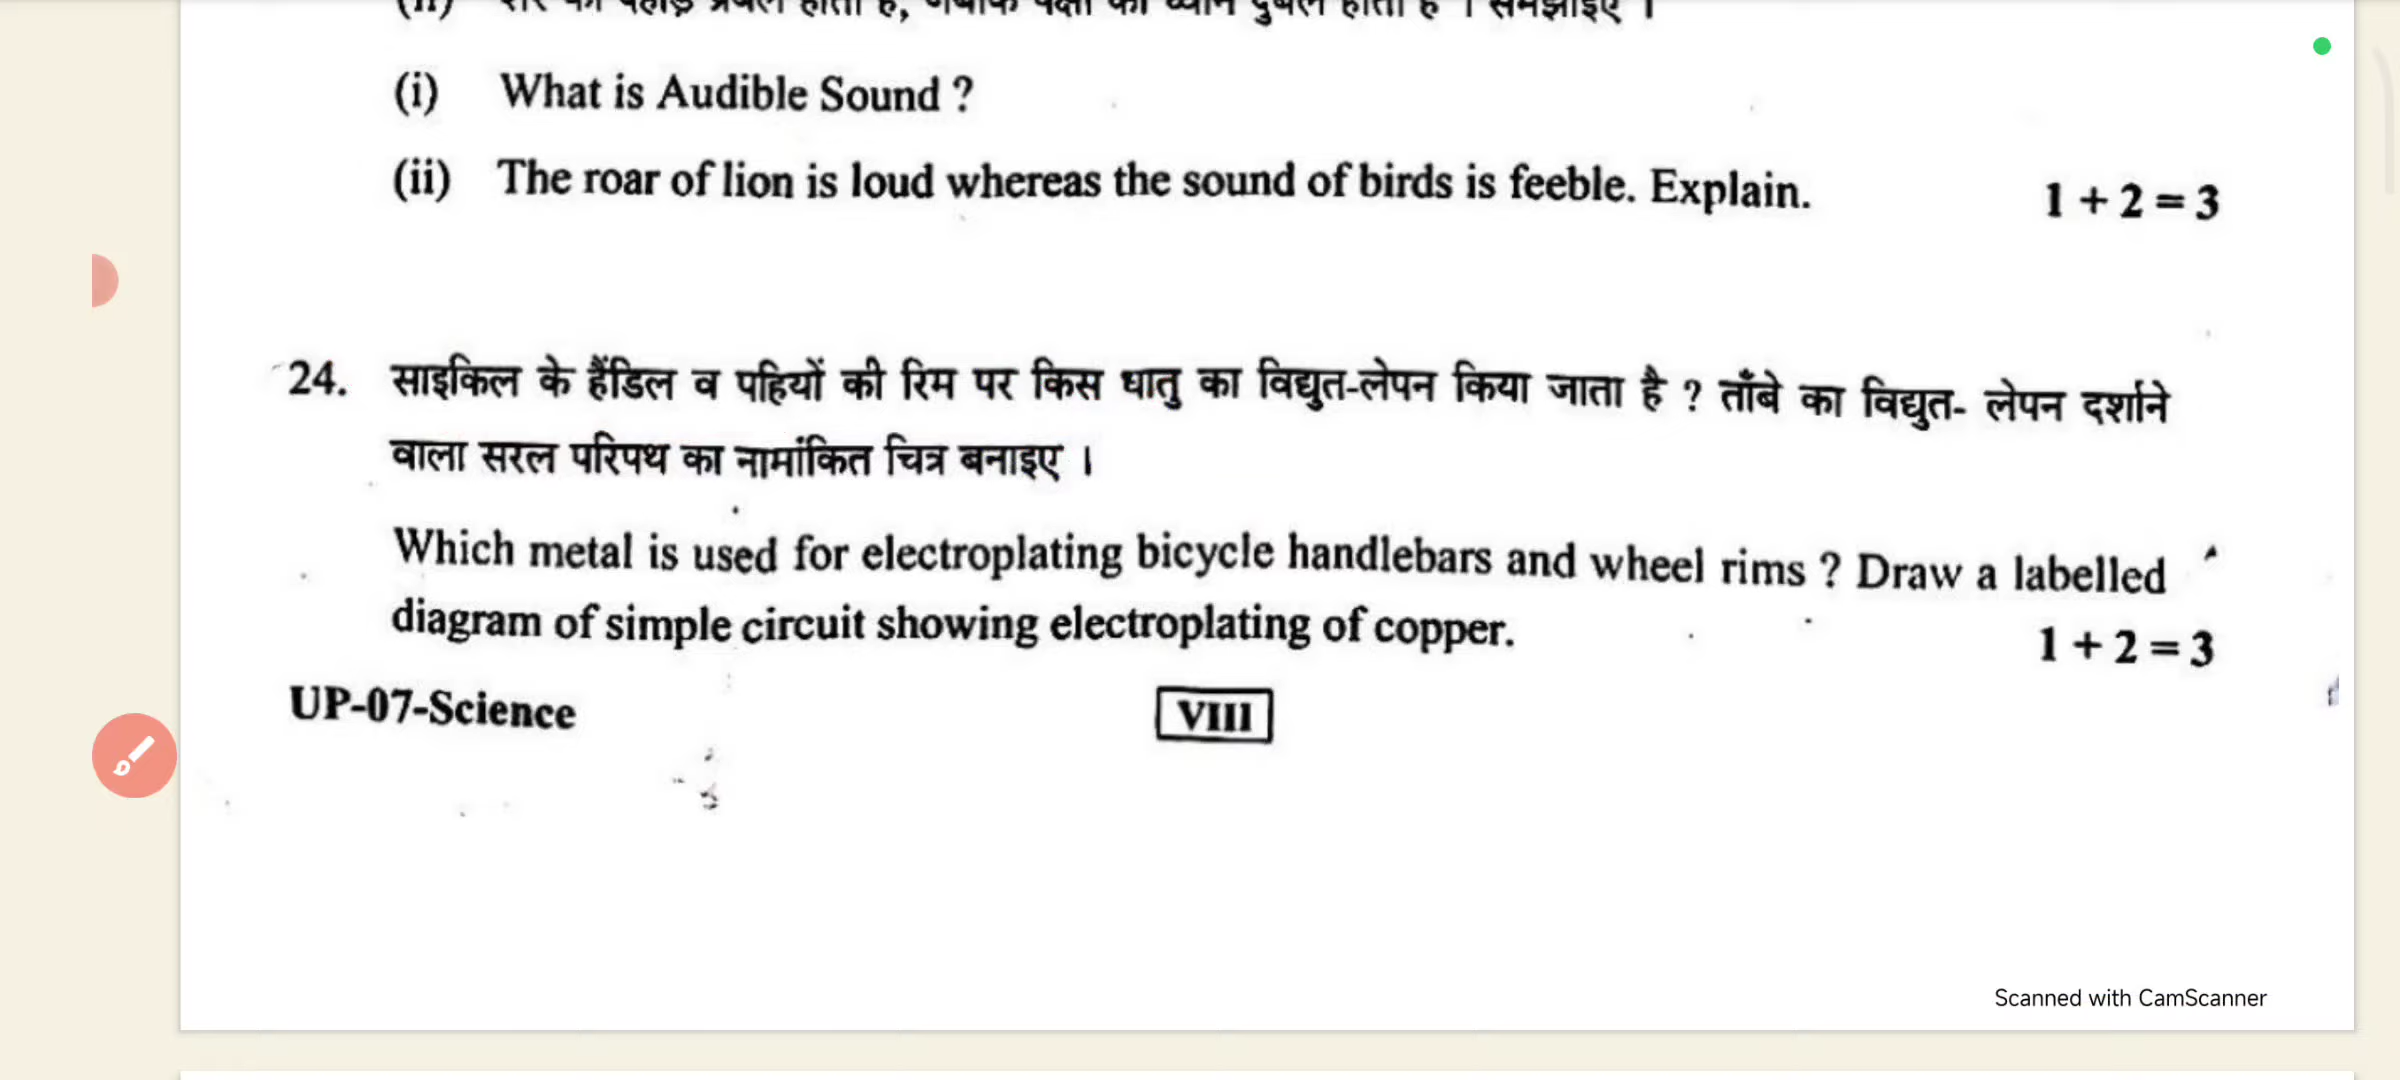 (i) What is Audible Sound ?
(ii) The roar of lion is loud whereas the sound of birds is feeble. Explain. 1 + 2 = 3
24. साइकिल के हैंडिल व पहियों की रिम पर किस धातु का विद्युत-लेपन किया जाता है ? ताँबे का विद्युत- लेपन दर्शाने
वाला सरल परिपथ का नामांकित चित्र बनाइए ।
Which metal is used for electroplating bicycle handlebars and wheel rims ? Draw a labelled
diagram of simple circuit showing electroplating of copper. 1 + 2 = 3
UP-07-Science VIII
Scanned with CamScanner